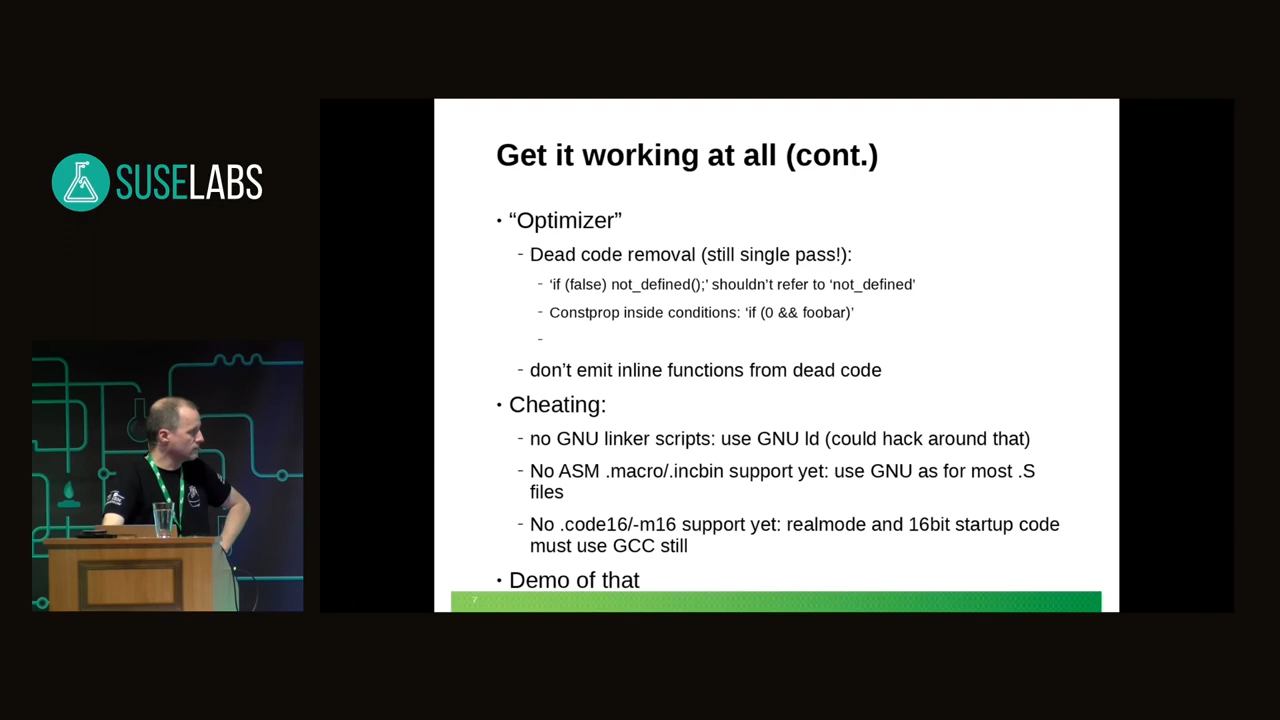 SUSELABS
Get it working at all (cont.)
• “Optimizer”
- Dead code removal (still single pass!):
- ‘if (false) not_defined();’ shouldn’t refer to ‘not_defined’
- Constprop inside conditions: ‘if (0 && foobar)’
-
- don’t emit inline functions from dead code
• Cheating:
- no GNU linker scripts: use GNU ld (could hack around that)
- No ASM .macro/.incbin support yet: use GNU as for most .S
files
- No .code16/-m16 support yet: realmode and 16bit startup code
must use GCC still
• Demo of that
7